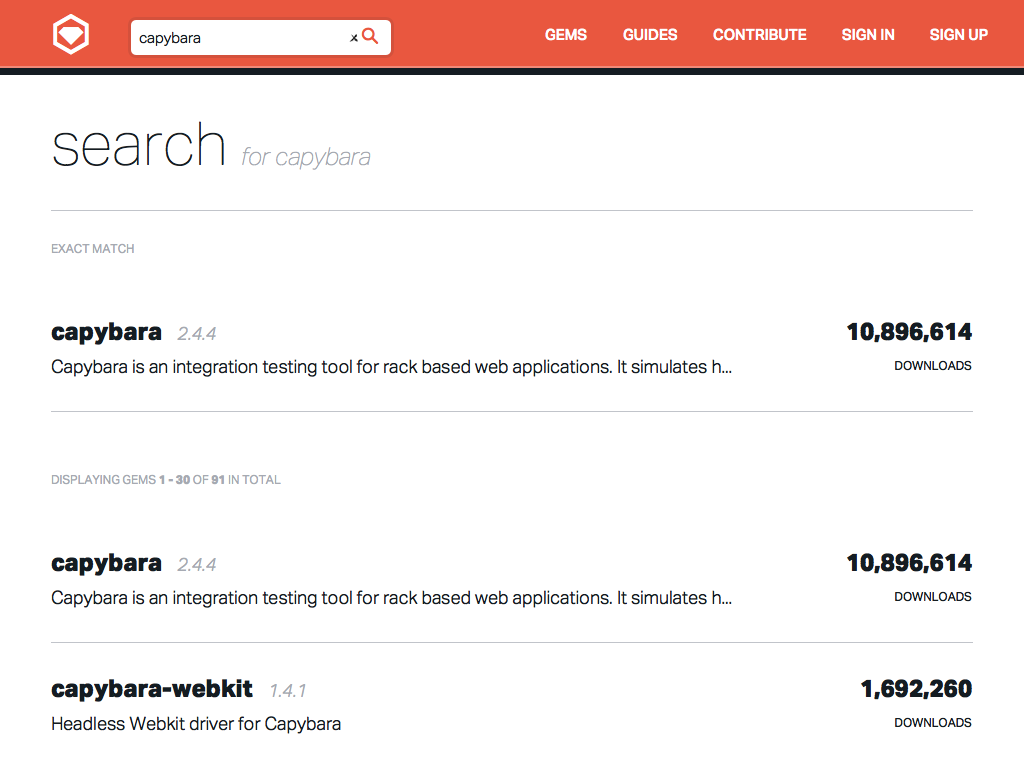 capybara
GEMS GUIDES CONTRIBUTE SIGN IN SIGN UP
search for capybara
EXACT MATCH
capybara 2.4.4 10,896,614
Capybara is an integration testing tool for rack based web applications. It simulates h... DOWNLOADS
DISPLAYING GEMS 1 - 30 OF 91 IN TOTAL
capybara 2.4.4 10,896,614
Capybara is an integration testing tool for rack based web applications. It simulates h... DOWNLOADS
capybara-webkit 1.4.1 1,692,260
Headless Webkit driver for Capybara DOWNLOADS